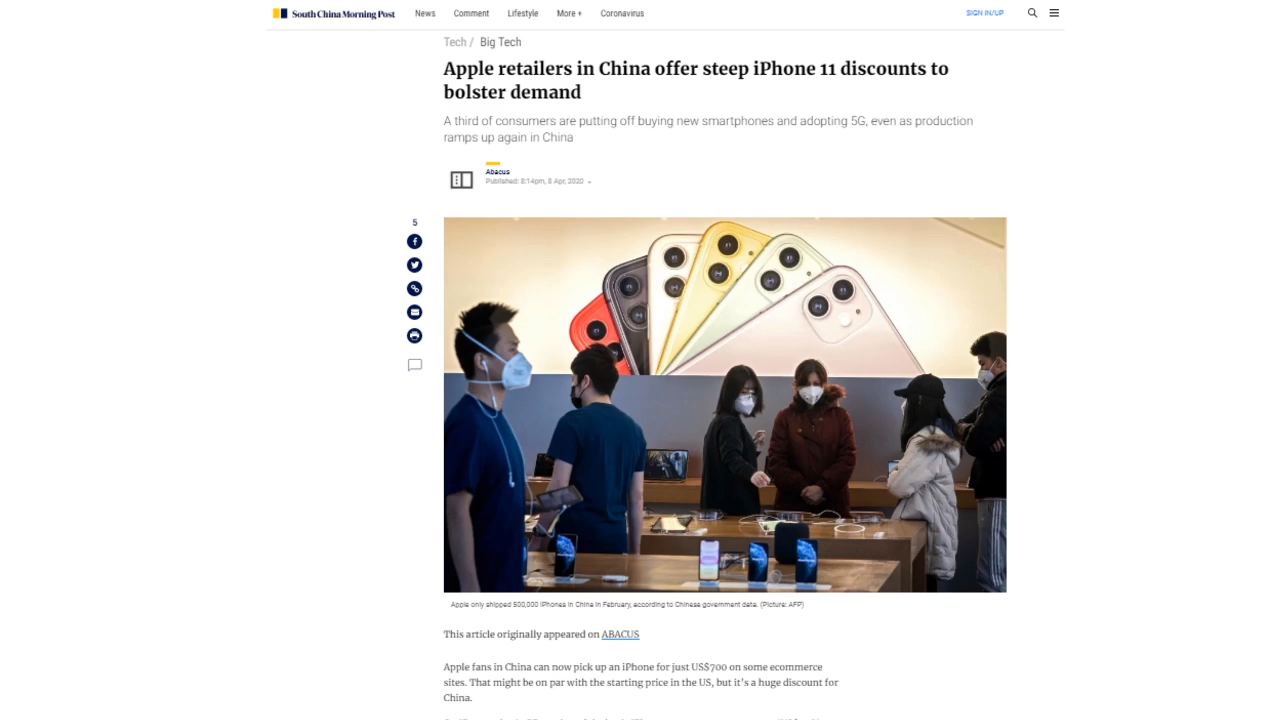 South China Morning Post News Comment Lifestyle More + Coronavirus SIGN IN/UP
Tech / Big Tech
Apple retailers in China offer steep iPhone 11 discounts to
bolster demand
A third of consumers are putting off buying new smartphones and adopting 5G, even as production
ramps up again in China
Abacus
Published: 8:14pm, 8 Apr, 2020
5
Apple only shipped 500,000 iPhones in China in February, according to Chinese government data. (Picture: AFP)
This article originally appeared on ABACUS
Apple fans in China can now pick up an iPhone for just US$700 on some ecommerce
sites. That might be on par with the starting price in the US, but it's a huge discount for
China.